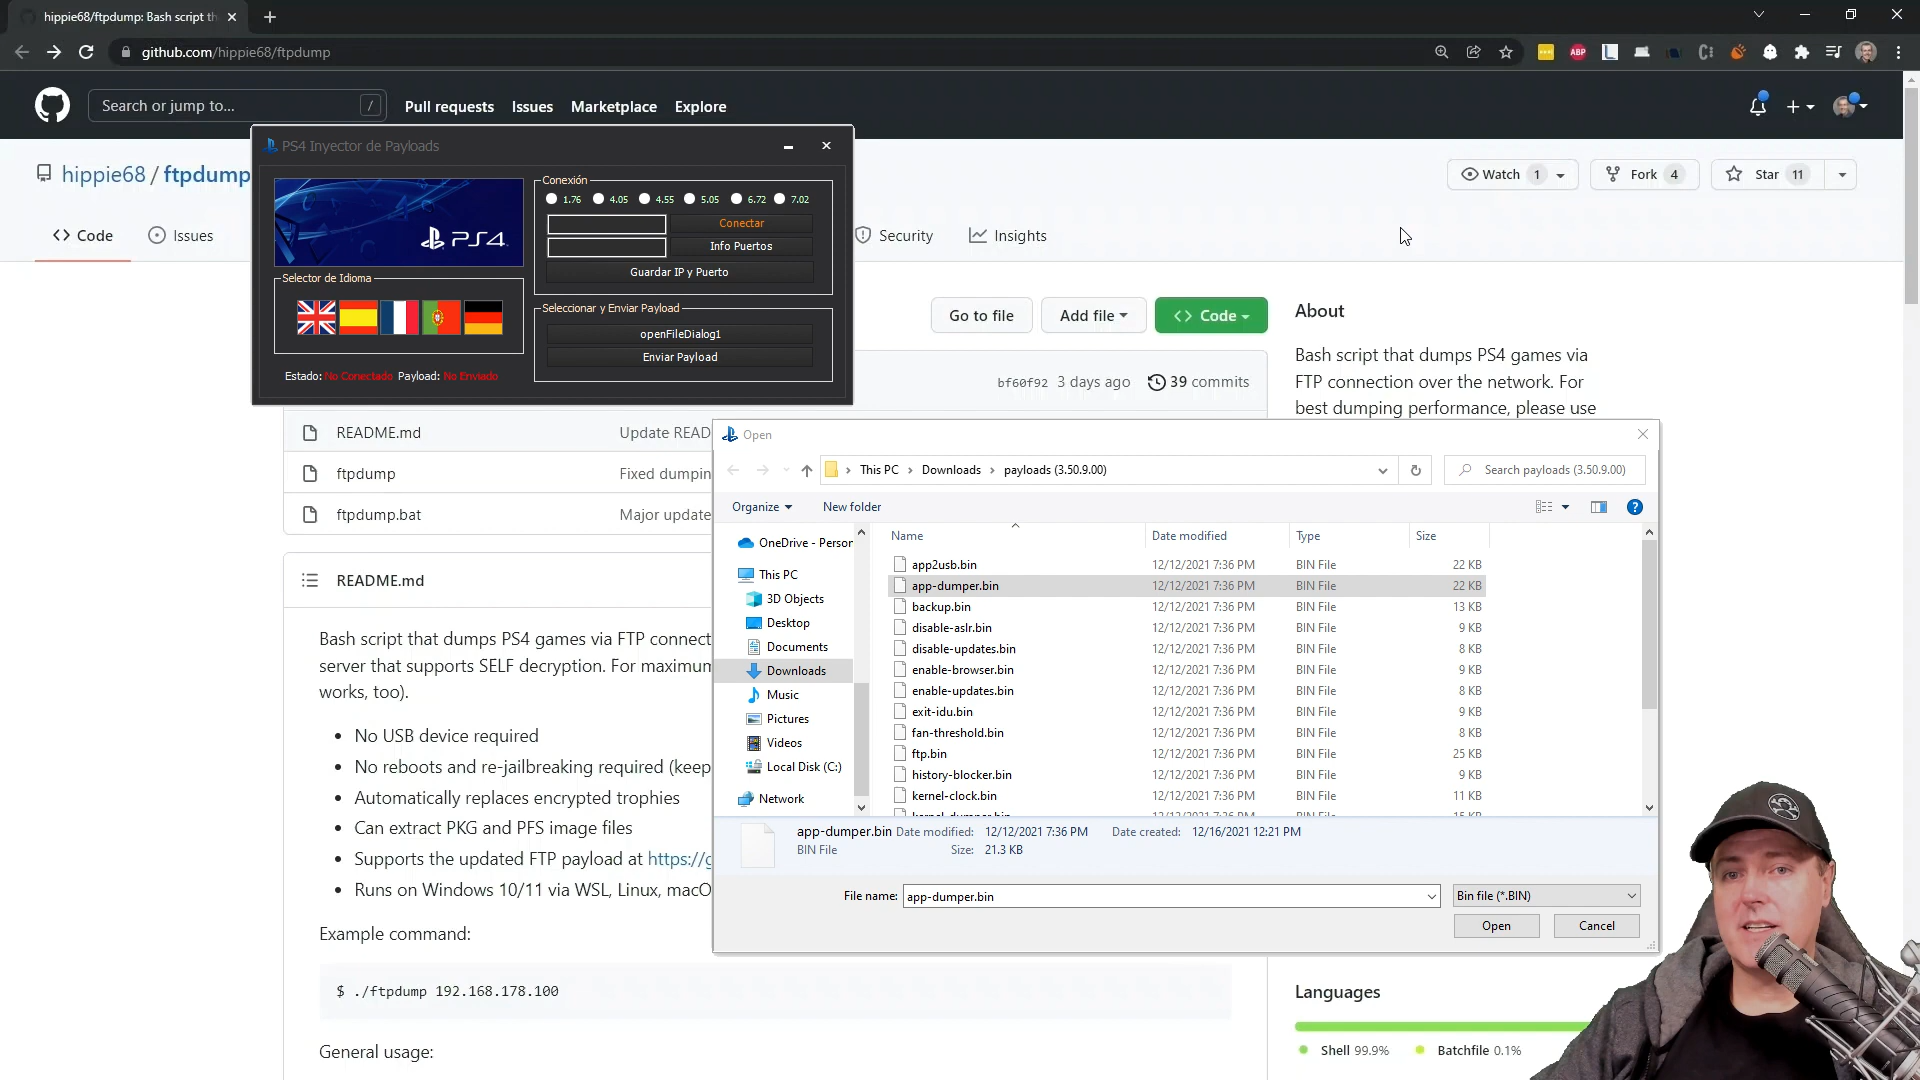 hippie68/ftpdump: Bash script th
github.com/hippie68/ftpdump
ABP
Search or jump to...
/
Pull requests
Issues
Marketplace
Explore
hippie68 / ftpdump
Watch 1
Fork 4
Star 11
Code
Issues
Security
Insights
PS4 Inyector de Payloads
PS4
Selector de Idioma
Estado: No Conectado Payload: No Enviado
Conexión
1.76 4.05 4.55 5.05 6.72 7.02
Conectar
Info Puertos
Guardar IP y Puerto
Seleccionar y Enviar Payload
openFileDialog1
Enviar Payload
Go to file
Add file
Code
bf60f92 3 days ago 39 commits
README.md Update READ
ftpdump Fixed dumpin
ftpdump.bat Major update
About
Bash script that dumps PS4 games via
FTP connection over the network. For
best dumping performance, please use
README.md
Bash script that dumps PS4 games via FTP connect
server that supports SELF decryption. For maximum
works, too).
No USB device required
No reboots and re-jailbreaking required (keep
Automatically replaces encrypted trophies
Can extract PKG and PFS image files
Supports the updated FTP payload at https://g
Runs on Windows 10/11 via WSL, Linux, macO
Example command:
$ ./ftpdump 192.168.178.100
General usage:
Open
This PC
Downloads
payloads (3.50.9.00)
Search payloads (3.50.9.00)
Organize
New folder
OneDrive - Person
This PC
3D Objects
Desktop
Documents
Downloads
Music
Pictures
Videos
Local Disk (C:)
Network
Name Date modified Type Size
app2usb.bin 12/12/2021 7:36 PM BIN File 22 KB
app-dumper.bin 12/12/2021 7:36 PM BIN File 22 KB
backup.bin 12/12/2021 7:36 PM BIN File 13 KB
disable-aslr.bin 12/12/2021 7:36 PM BIN File 9 KB
disable-updates.bin 12/12/2021 7:36 PM BIN File 8 KB
enable-browser.bin 12/12/2021 7:36 PM BIN File 9 KB
enable-updates.bin 12/12/2021 7:36 PM BIN File 8 KB
exit-idu.bin 12/12/2021 7:36 PM BIN File 9 KB
fan-threshold.bin 12/12/2021 7:36 PM BIN File 8 KB
ftp.bin 12/12/2021 7:36 PM BIN File 25 KB
history-blocker.bin 12/12/2021 7:36 PM BIN File 9 KB
kernel-clock.bin 12/12/2021 7:36 PM BIN File 11 KB
app-dumper.bin Date modified: 12/12/2021 7:36 PM Date created: 12/16/2021 12:21 PM
BIN File Size: 21.3 KB
File name: app-dumper.bin
Bin file (*.BIN)
Open
Cancel
Languages
Shell 99.9% Batchfile 0.1%